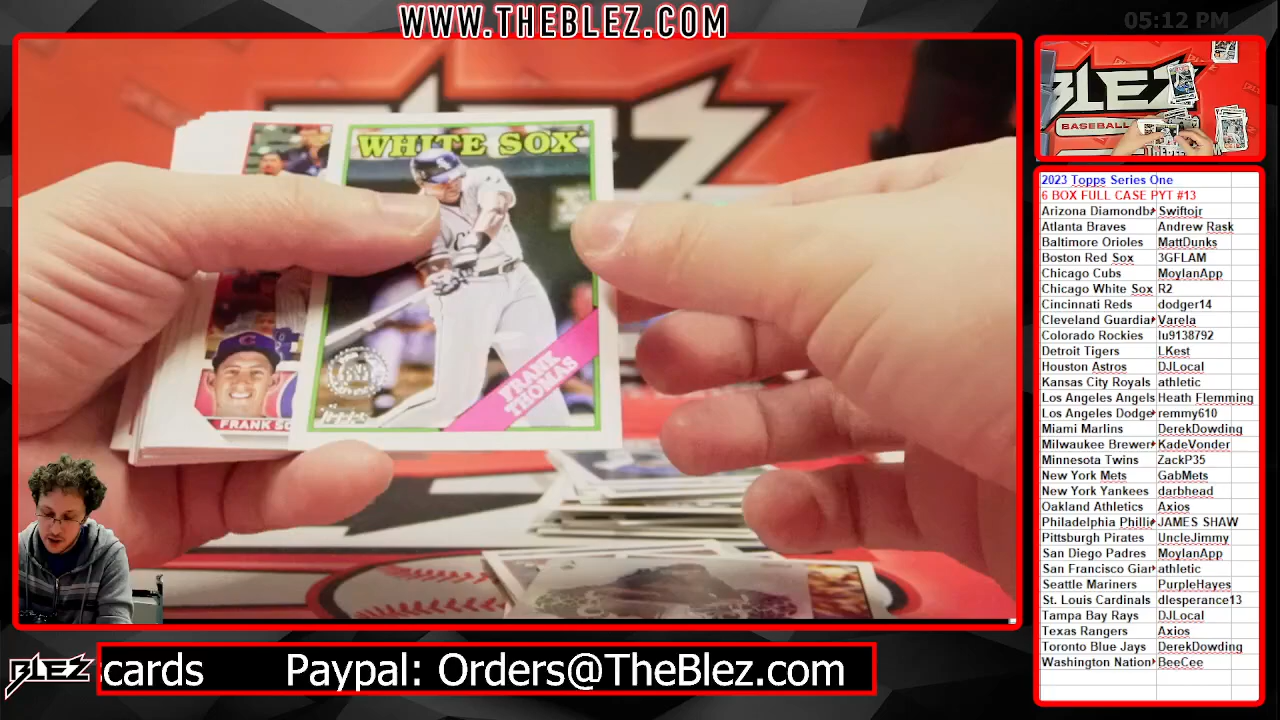 WWW.THEBLEZ.COM
05:12 PM
BLEZ
BASEBALL
WHITE SOX
FRANK THOMAS
FRANK SC
C
2023 Topps Series One
6 BOX FULL CASE PYT #13
Arizona Diamondba Swiftojr
Atlanta Braves Andrew Rask
Baltimore Orioles MattDunks
Boston Red Sox 3GFLAM
Chicago Cubs MoylanApp
Chicago White Sox R2
Cincinnati Reds dodger14
Cleveland Guardia Varela
Colorado Rockies lu9138792
Detroit Tigers LKest
Houston Astros DJLocal
Kansas City Royals athletic
Los Angeles Angels Heath Flemming
Los Angeles Dodge remmy610
Miami Marlins DerekDowding
Milwaukee Brewer KadeVonder
Minnesota Twins ZackP35
New York Mets GabMets
New York Yankees darbhead
Oakland Athletics Axios
Philadelphia Philli JAMES SHAW
Pittsburgh Pirates UncleJimmy
San Diego Padres MoylanApp
San Francisco Gian athletic
Seattle Mariners PurpleHayes
St. Louis Cardinals dlesperance13
Tampa Bay Rays DJLocal
Texas Rangers Axios
Toronto Blue Jays DerekDowding
Washington Nation BeeCee
BLEZ
cards Paypal: Orders@TheBlez.com